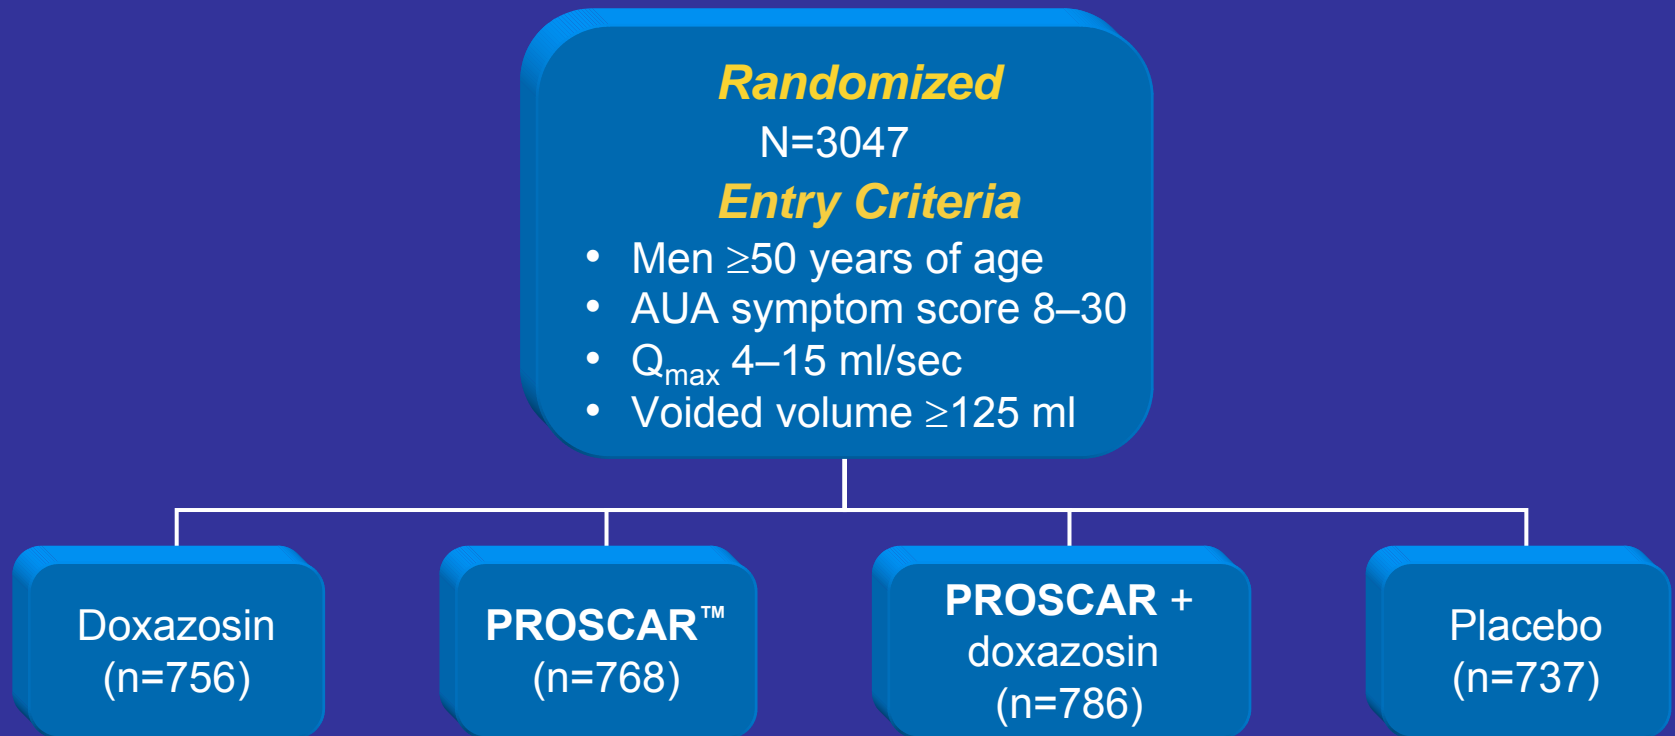 Randomized
N=3047
Entry Criteria
• Men ≥50 years of age
• AUA symptom score 8–30
• Qmax 4–15 ml/sec
• Voided volume ≥125 ml
Doxazosin
(n=756)
PROSCAR™
(n=768)
PROSCAR +
doxazosin
(n=786)
Placebo
(n=737)